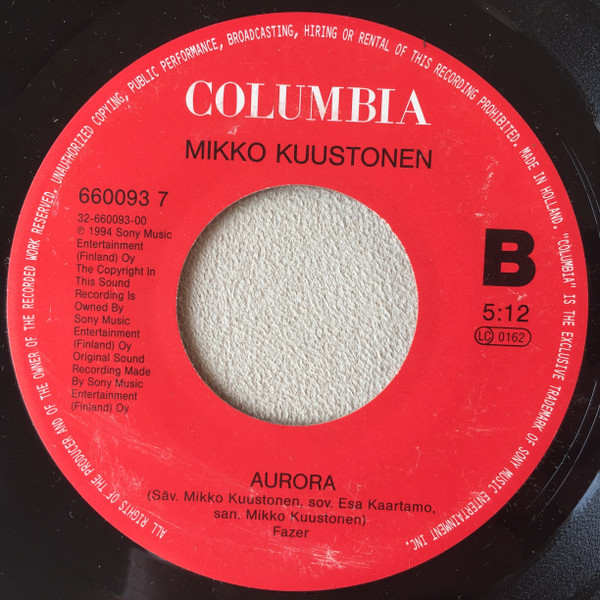 ALL RIGHTS OF THE PRODUCER AND OF THE OWNER OF THE RECORDED WORK RESERVED. UNAUTHORIZED COPYING, PUBLIC PERFORMANCE, BROADCASTING, HIRING OR RENTAL OF THIS RECORDING PROHIBITED. MADE IN HOLLAND. "COLUMBIA" IS THE EXCLUSIVE TRADEMARK OF SONY MUSIC ENTERTAINMENT INC.
COLUMBIA
MIKKO KUUSTONEN
660093 7
32-660093-00
℗ 1994 Sony Music
Entertainment
(Finland) Oy
The Copyright In
This Sound
Recording Is
Owned By
Sony Music
Entertainment
(Finland) Oy
Original Sound
Recording Made
By Sony Music
Entertainment
(Finland) Oy
B
5:12
LC 0162
AURORA
(Säv. Mikko Kuustonen, sov. Esa Kaartamo,
san. Mikko Kuustonen)
Fazer